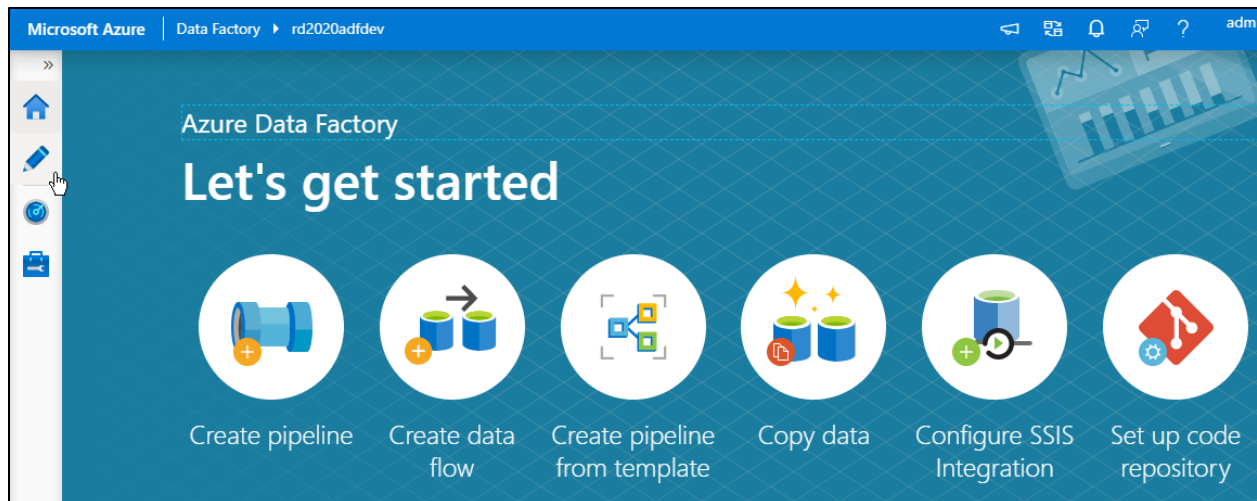 Microsoft Azure
Data Factory
rd2020adfdev
?
adm
»
Azure Data Factory
Let's get started
Create pipeline
Create data
flow
Create pipeline
from template
Copy data
Configure SSIS
Integration
Set up code
repository